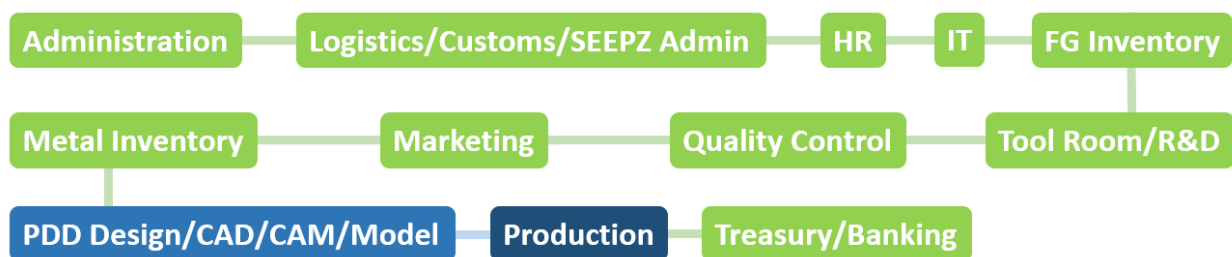 Administration Logistics/Customs/SEEPZ Admin HR IT FG Inventory
Metal Inventory Marketing Quality Control Tool Room/R&D
PDD Design/CAD/CAM/Model Production Treasury/Banking